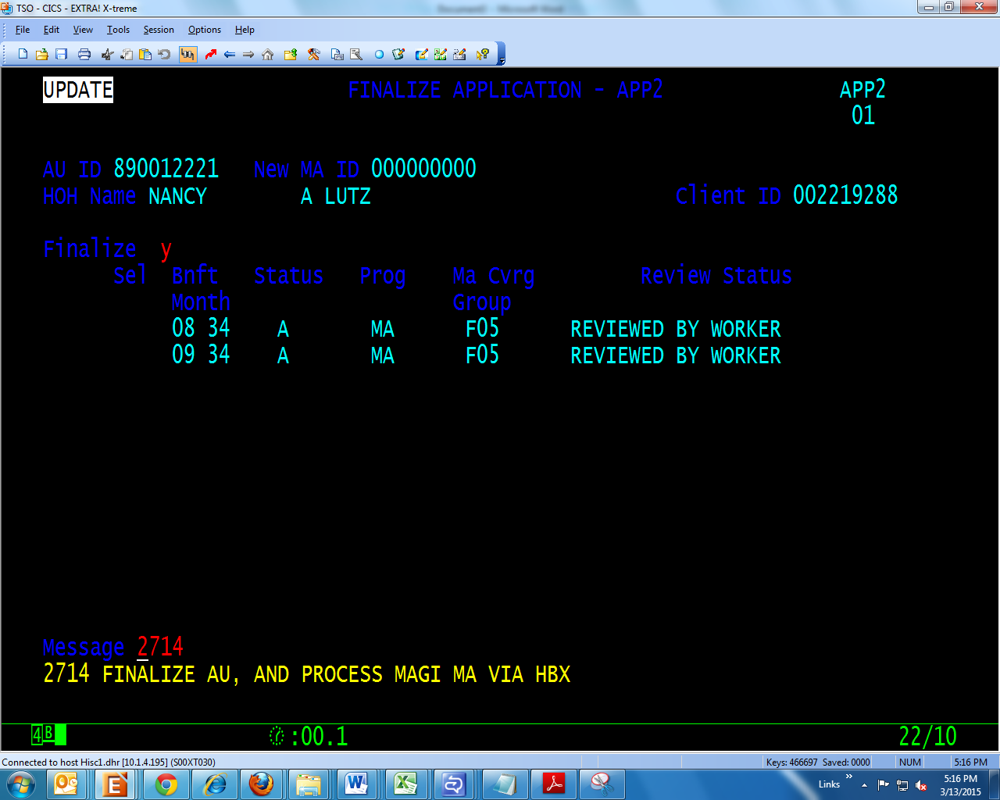 TSO - CICS - EXTRA! X-treme
File Edit View Tools Session Options Help
UPDATE FINALIZE APPLICATION - APP2 APP2
01
AU ID 890012221 New MA ID 000000000
HOH Name NANCY A LUTZ Client ID 002219288
Finalize y
Sel Bnft Status Prog Ma Cvrg Review Status
Month Group
08 34 A MA F05 REVIEWED BY WORKER
09 34 A MA F05 REVIEWED BY WORKER
Message 2714
2714 FINALIZE AU, AND PROCESS MAGI MA VIA HBX
4B :00.1 22/10
Connected to host Hisc1.dhr [10.1.4.195] (S00XT030) Keys: 466697 Saved: 0000 NUM 5:16 PM
Links » 5:16 PM
3/13/2015